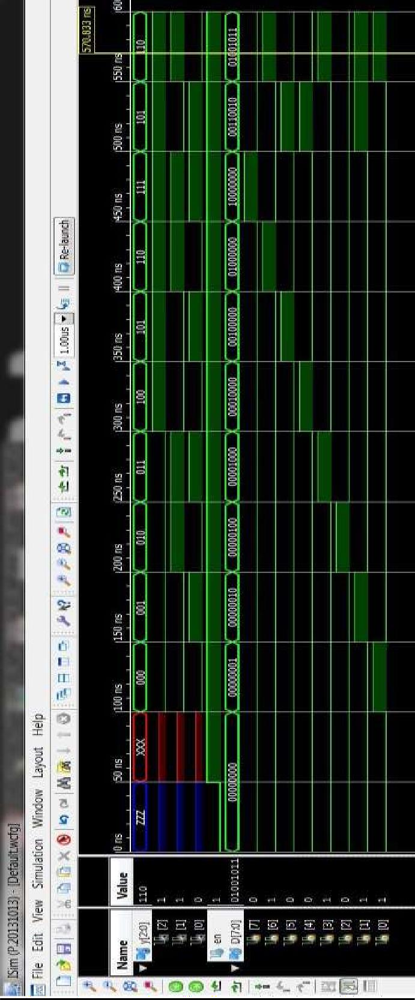 ISim (P.20131013) - [Default.wcfg]
File Edit View Simulation Window Layout Help
1.00us Re-launch
570.833 ns
Name Value
0 ns 50 ns 100 ns 150 ns 200 ns 250 ns 300 ns 350 ns 400 ns 450 ns 500 ns 550 ns 60
y[2:0] 110 ZZZ XXX 000 001 010 011 100 101 110 111 101 110
[2] 1
[1] 1
[0] 0
en 1
D[7:0] 01001011 00000000 00000001 00000010 00000100 00001000 00010000 00100000 01000000 10000000 00110010 01001011
[7] 0
[6] 1
[5] 0
[4] 0
[3] 1
[2] 0
[1] 1
[0] 1